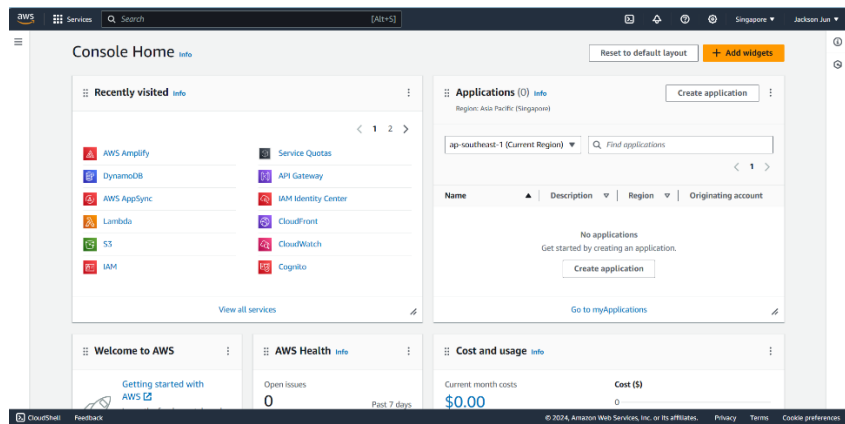 aws Services Search [Alt+S] Singapore ▼ Jackson Jun ▼
Console Home Info
Reset to default layout
+ Add widgets
Recently visited Info
1 2
AWS Amplify
DynamoDB
AWS AppSync
Lambda
S3
IAM
Service Quotas
API Gateway
IAM Identity Center
CloudFront
CloudWatch
Cognito
View all services
Applications (0) Info
Region: Asia Pacific (Singapore)
Create application
ap-southeast-1 (Current Region) ▼ Find applications
1
Name Description Region Originating account
No applications
Get started by creating an application.
Create application
Go to myApplications
Welcome to AWS
Getting started with
AWS
AWS Health Info
Open issues
0 Past 7 days
Cost and usage Info
Current month costs
$0.00
Cost ($)
0
CloudShell Feedback © 2024, Amazon Web Services, Inc. or its affiliates. Privacy Terms Cookie preferences